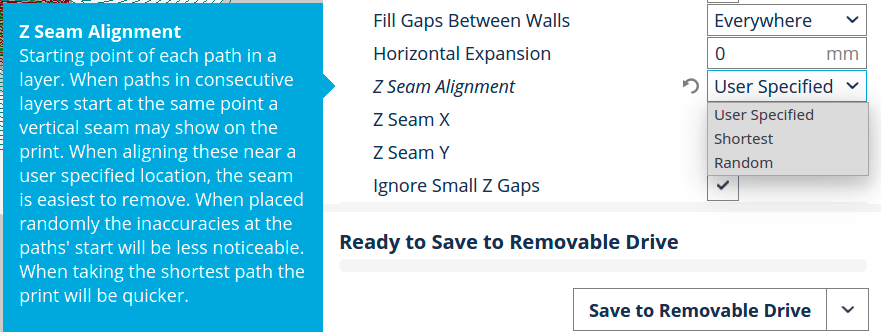 Z Seam Alignment
Starting point of each path in a
layer. When paths in consecutive
layers start at the same point a
vertical seam may show on the
print. When aligning these near a
user specified location, the seam
is easiest to remove. When placed
randomly the inaccuracies at the
paths' start will be less noticeable.
When taking the shortest path the
print will be quicker.
Fill Gaps Between Walls Everywhere
Horizontal Expansion 0 mm
Z Seam Alignment User Specified
User Specified
Shortest
Random
Z Seam X
Z Seam Y
Ignore Small Z Gaps
Ready to Save to Removable Drive
Save to Removable Drive